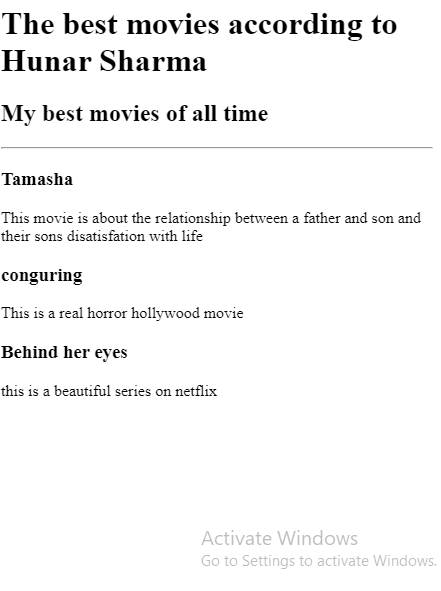 The best movies according to
Hunar Sharma
My best movies of all time
Tamasha
This movie is about the relationship between a father and son and
their sons disatisfation with life
conguring
This is a real horror hollywood movie
Behind her eyes
this is a beautiful series on netflix
Activate Windows
Go to Settings to activate Windows.